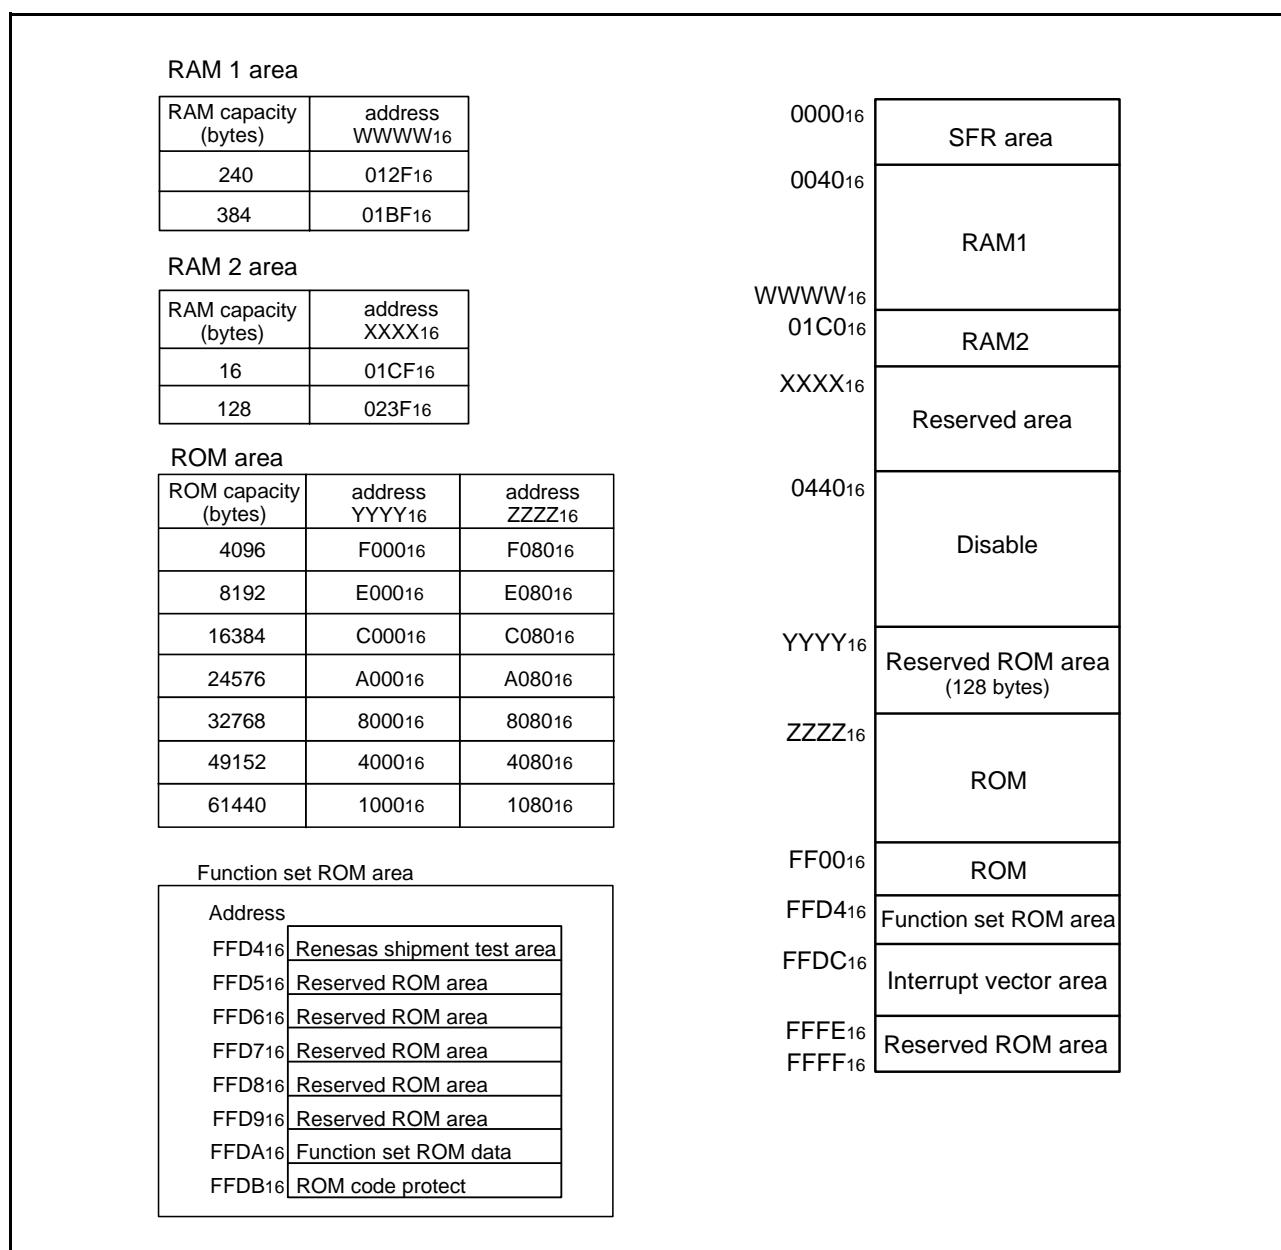 RAM 1 area
RAM capacity (bytes) address WWWW16
240 012F16
384 01BF16
RAM 2 area
RAM capacity (bytes) address XXXX16
16 01CF16
128 023F16
ROM area
ROM capacity (bytes) address YYYY16 address ZZZZ16
4096 F00016 F08016
8192 E00016 E08016
16384 C00016 C08016
24576 A00016 A08016
32768 800016 808016
49152 400016 408016
61440 100016 108016
Function set ROM area
Address
FFD416 Renesas shipment test area
FFD516 Reserved ROM area
FFD616 Reserved ROM area
FFD716 Reserved ROM area
FFD816 Reserved ROM area
FFD916 Reserved ROM area
FFDA16 Function set ROM data
FFDB16 ROM code protect
000016
SFR area
004016
RAM1
WWWW16
01C016
RAM2
XXXX16
Reserved area
044016
Disable
YYYY16
Reserved ROM area
(128 bytes)
ZZZZ16
ROM
FF0016
ROM
FFD416
Function set ROM area
FFDC16
Interrupt vector area
FFFE16
Reserved ROM area
FFFF16